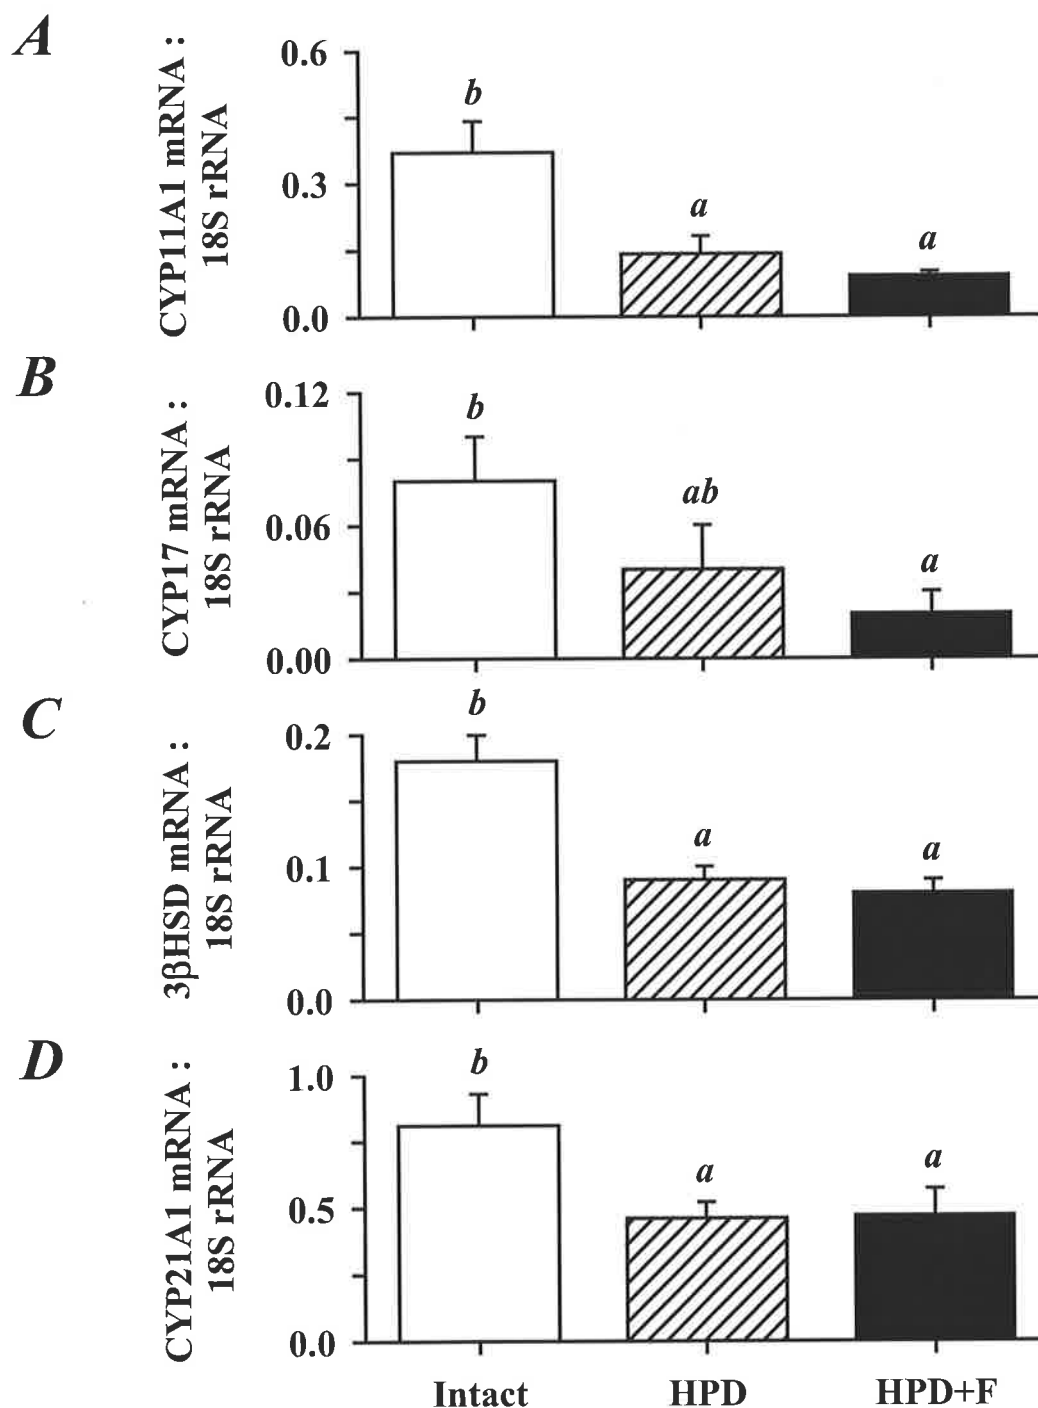 A
CYP11A1 mRNA :
18S rRNA
0.6
0.3
0.0
b
a
a
B
CYP17 mRNA :
18S rRNA
0.12
0.06
0.00
b
ab
a
C
3βHSD mRNA :
18S rRNA
0.2
0.1
0.0
b
a
a
D
CYP21A1 mRNA :
18S rRNA
1.0
0.5
0.0
b
a
a
Intact HPD HPD+F